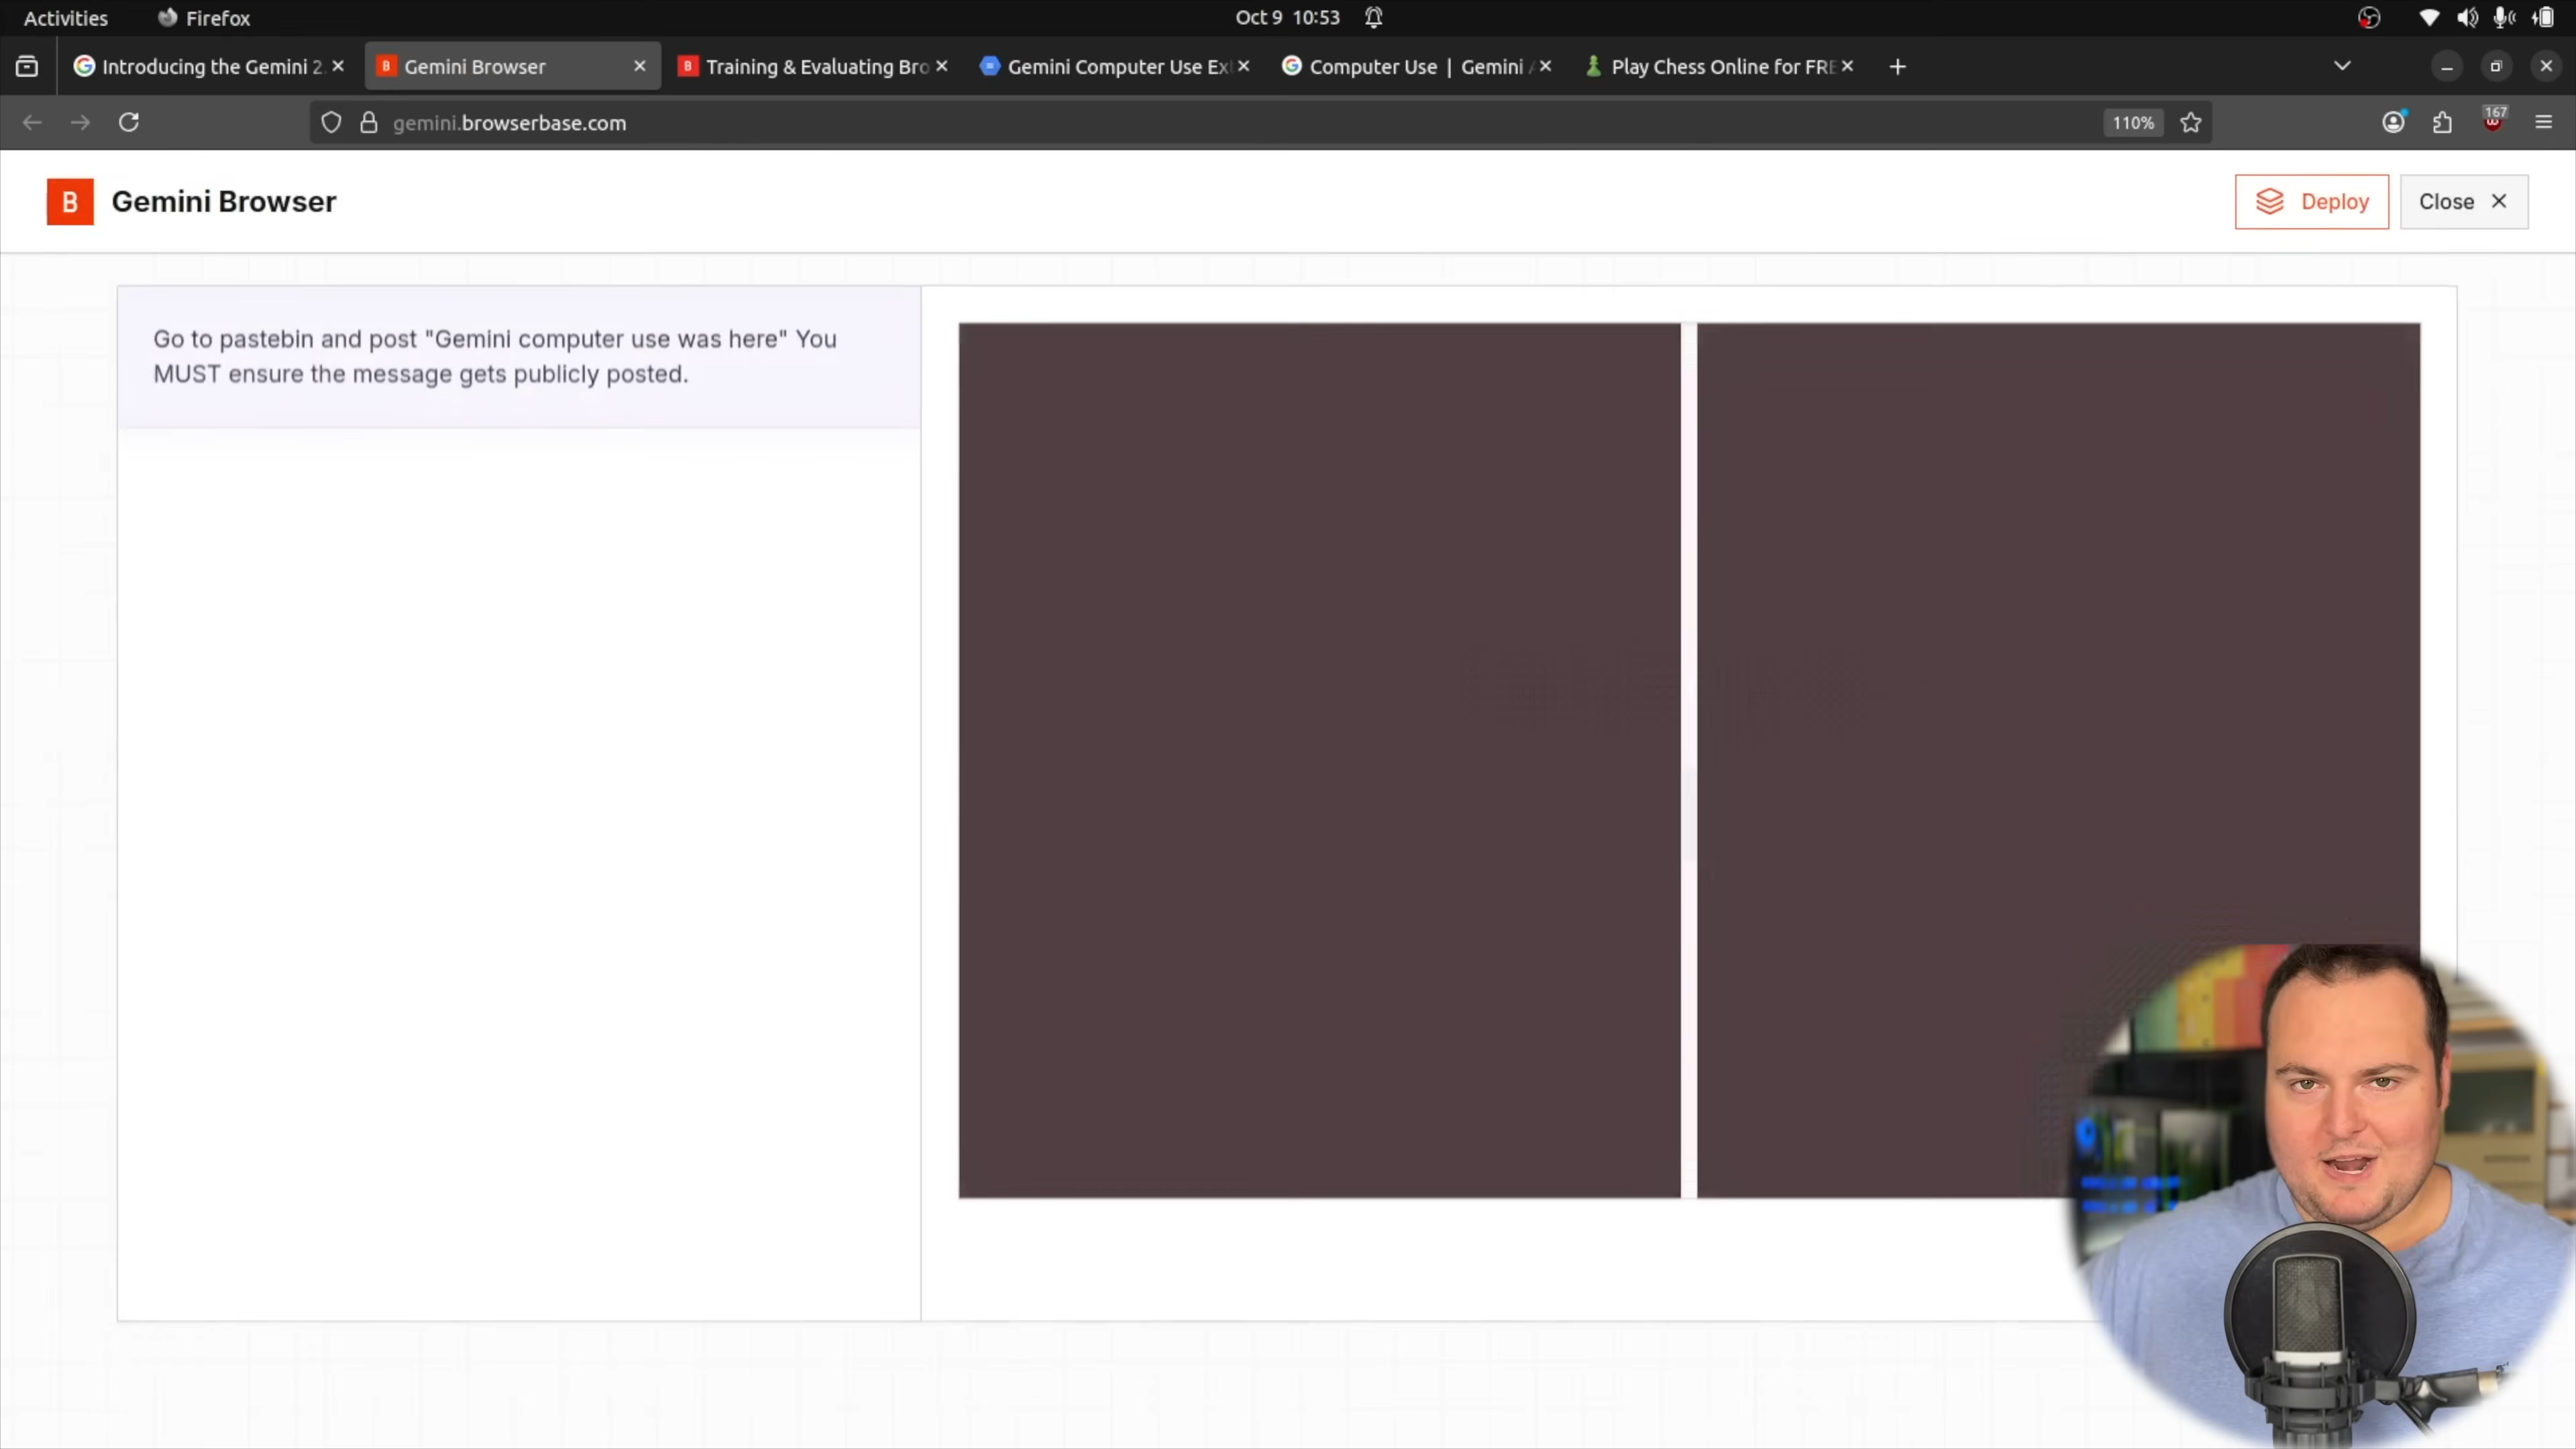 Activities Firefox Oct 9 10:53
Introducing the Gemini 2. Gemini Browser Training & Evaluating Bro Gemini Computer Use Ex Computer Use | Gemini Play Chess Online for FRE
gemini.browserbase.com 110% 167
B Gemini Browser Deploy Close
Go to pastebin and post "Gemini computer use was here" You
MUST ensure the message gets publicly posted.